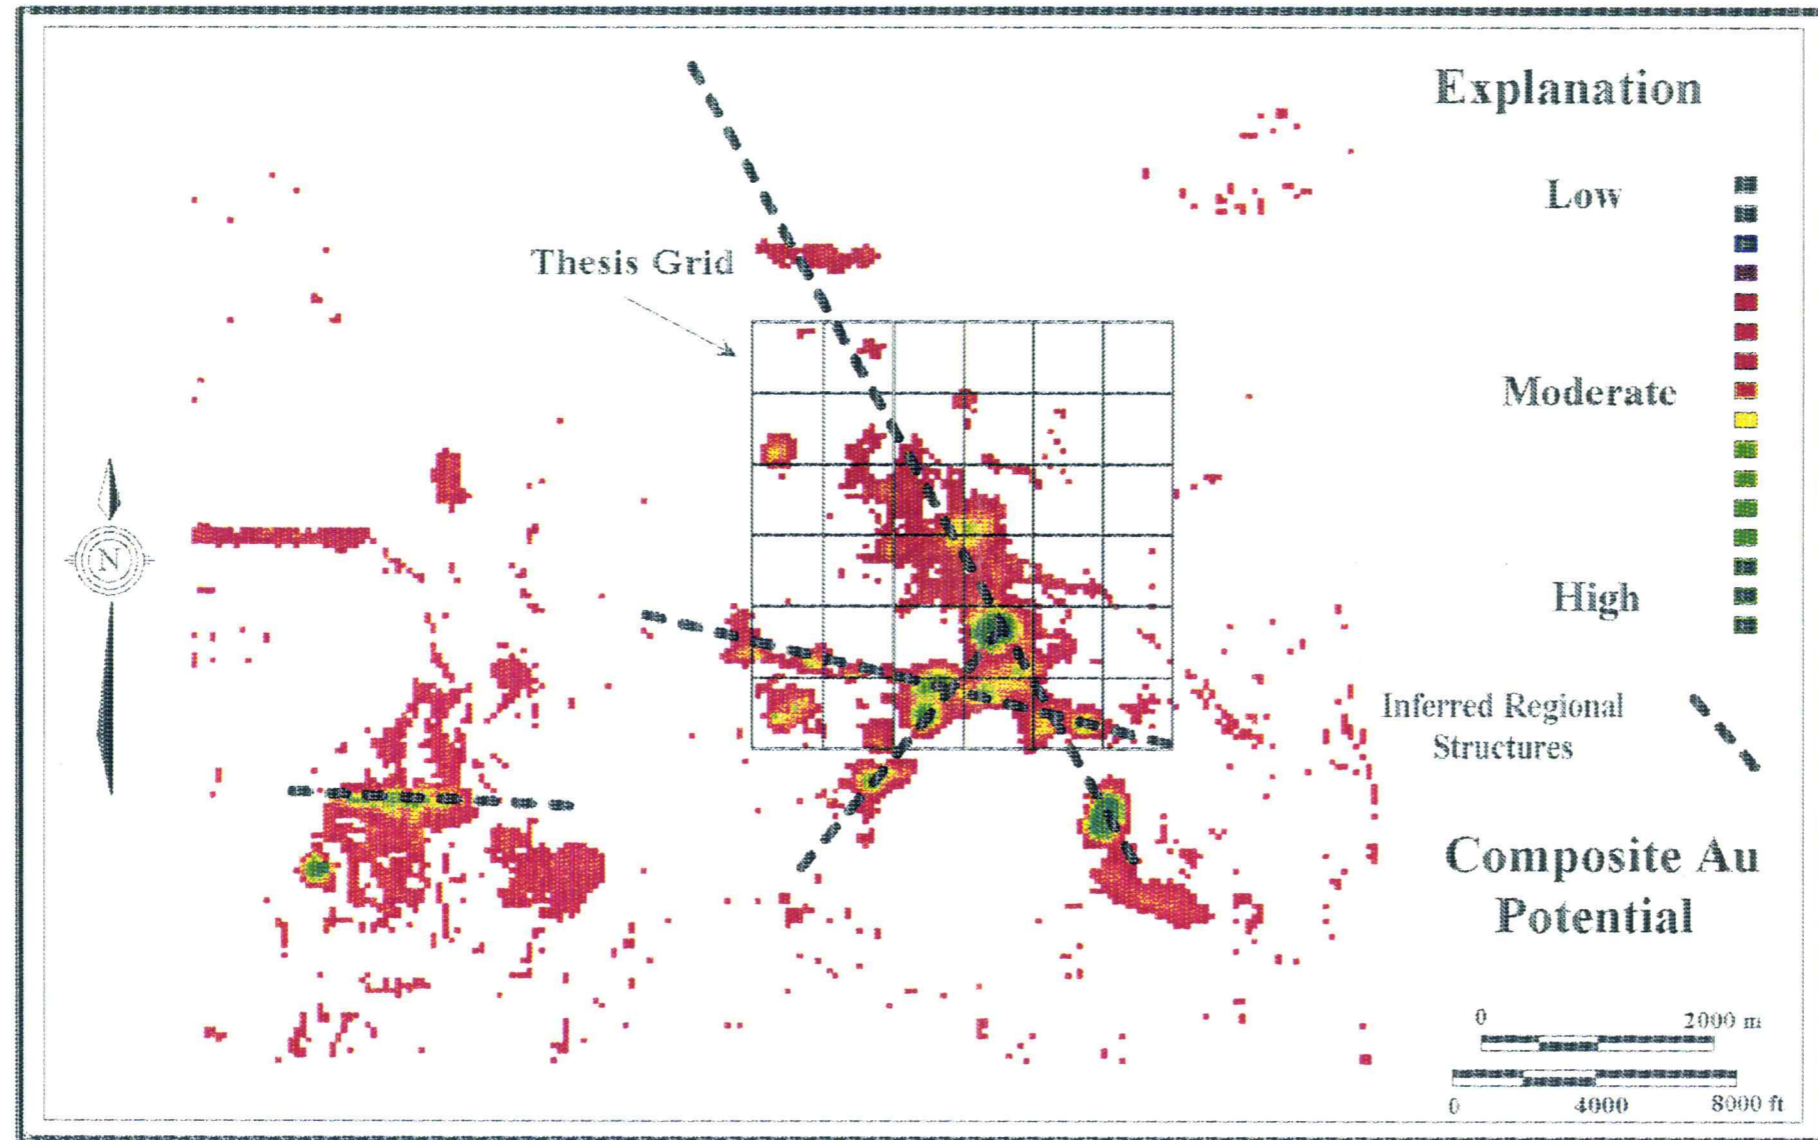 Explanation
Low
Thesis Grid
Moderate
N
High
Inferred Regional
Structures
Composite Au
Potential
0 2000 m
0 4000 8000 ft